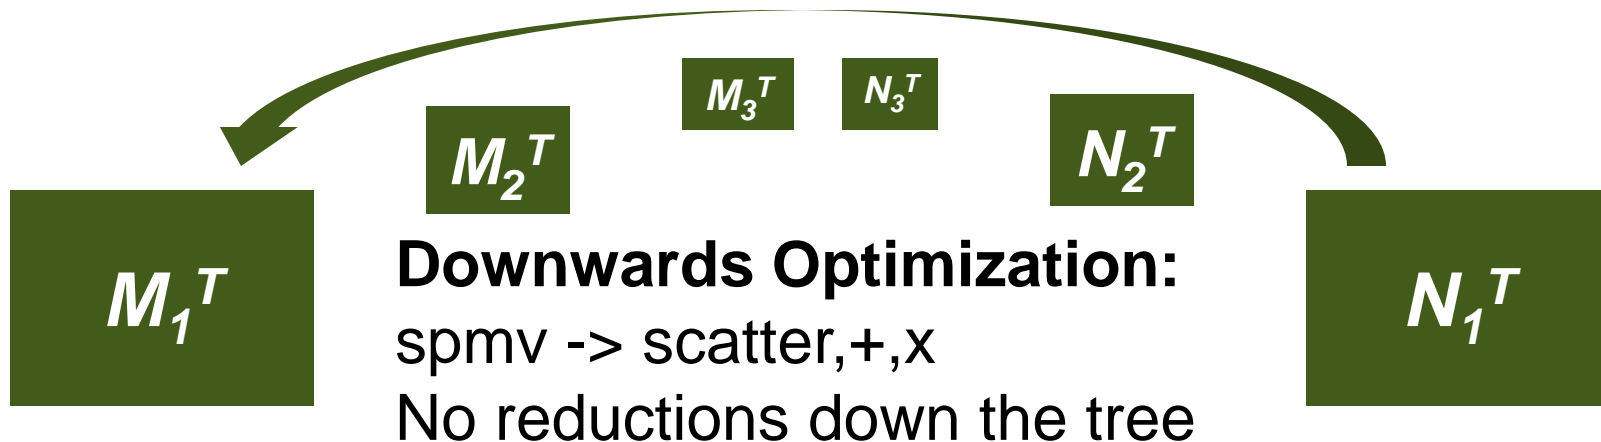 M₃ᵀ
N₃ᵀ
M₂ᵀ
N₂ᵀ
M₁ᵀ
N₁ᵀ
Downwards Optimization:
spmv -> scatter,+,x
No reductions down the tree